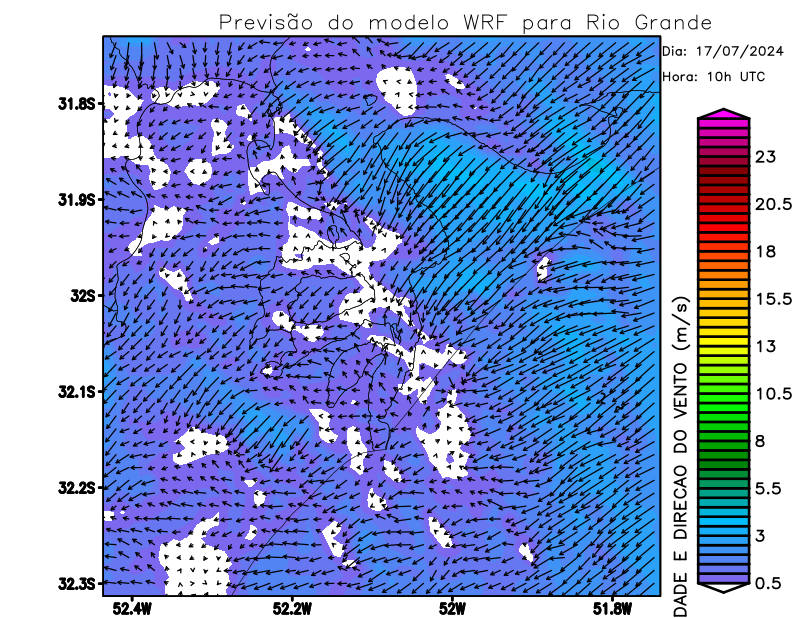 Previsão do modelo WRF para Rio Grande
Dia: 17/07/2024
Hora: 10h UTC
31.8S
31.9S
32S
32.1S
32.2S
32.3S
52.4W
52.2W
52W
51.8W
DADE E DIRECAO DO VENTO (m/s)
23
20.5
18
15.5
13
10.5
8
5.5
3
0.5